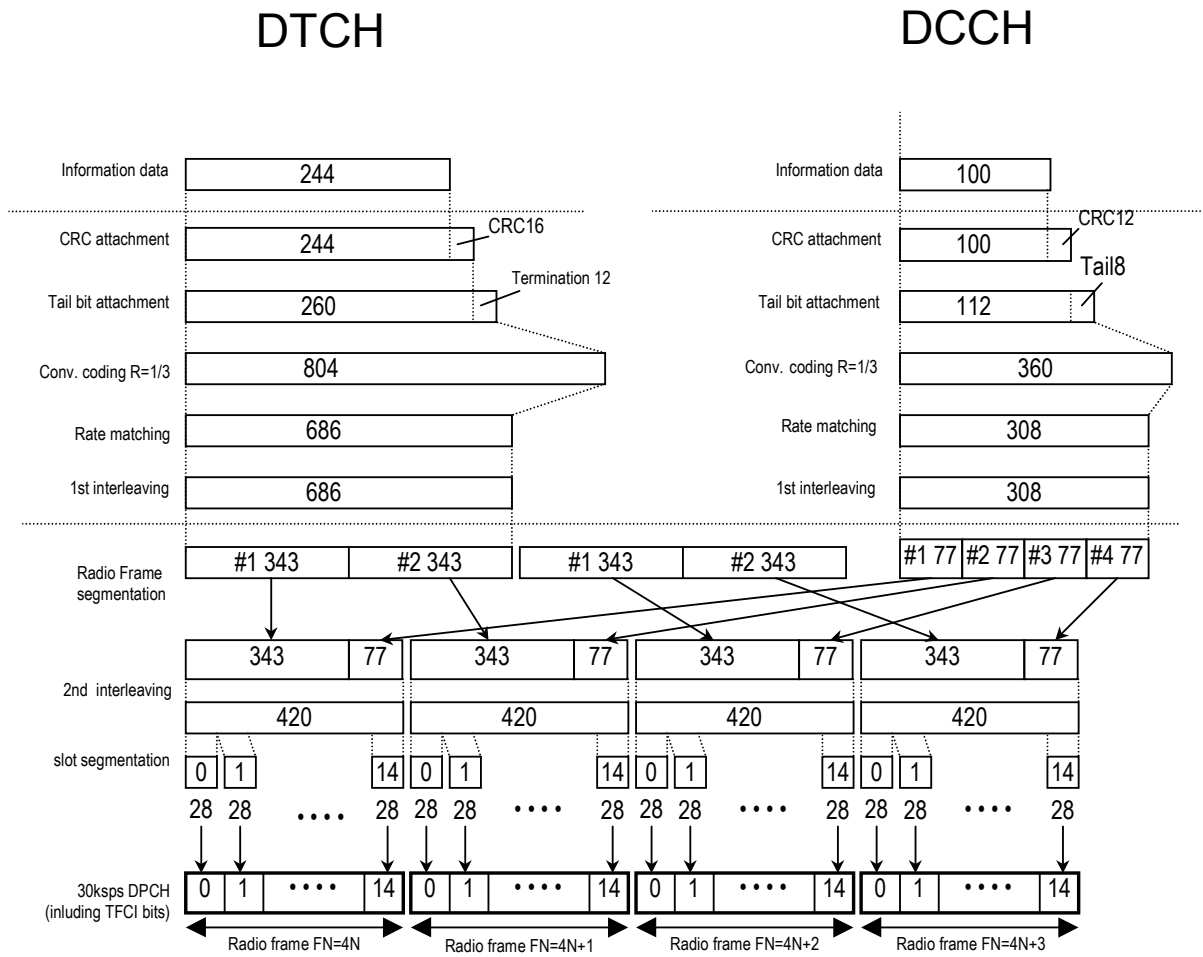 DTCH DCCH
Information data 244 100
CRC attachment 244 CRC16 CRC attachment 100 CRC12
Tail bit attachment 260 Termination 12 Tail bit attachment 112 Tail8
Conv. coding R=1/3 804 Conv. coding R=1/3 360
Rate matching 686 Rate matching 308
1st interleaving 686 1st interleaving 308
Radio Frame
segmentation
#1 343 #2 343 #1 343 #2 343 #1 77 #2 77 #3 77 #4 77
343 77 343 77 343 77 343 77
2nd interleaving
420 420 420 420
slot segmentation
0 1 14 0 1 14 0 1 14 0 1 14
28 28 •••• 28 28 28 •••• 28 28 28 •••• 28 28 28 •••• 28
30ksps DPCH
(inluding TFCI bits)
0 1 •••• 14 0 1 •••• 14 0 1 •••• 14 0 1 •••• 14
Radio frame FN=4N Radio frame FN=4N+1 Radio frame FN=4N+2 Radio frame FN=4N+3